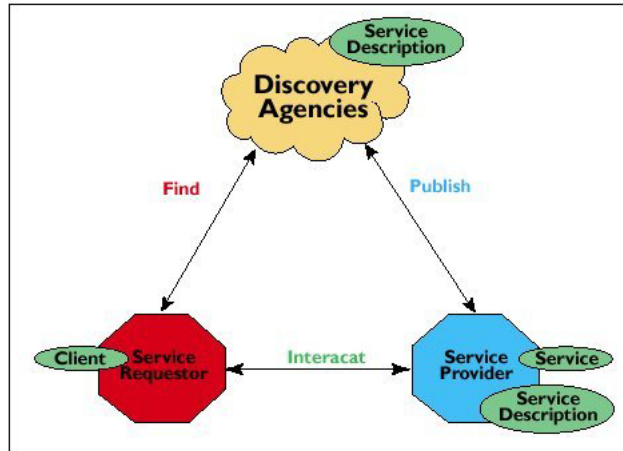 Service
Description
Discovery
Agencies
Find
Publish
Client
Service
Requestor
Interacat
Service
Provider
Service
Service
Description